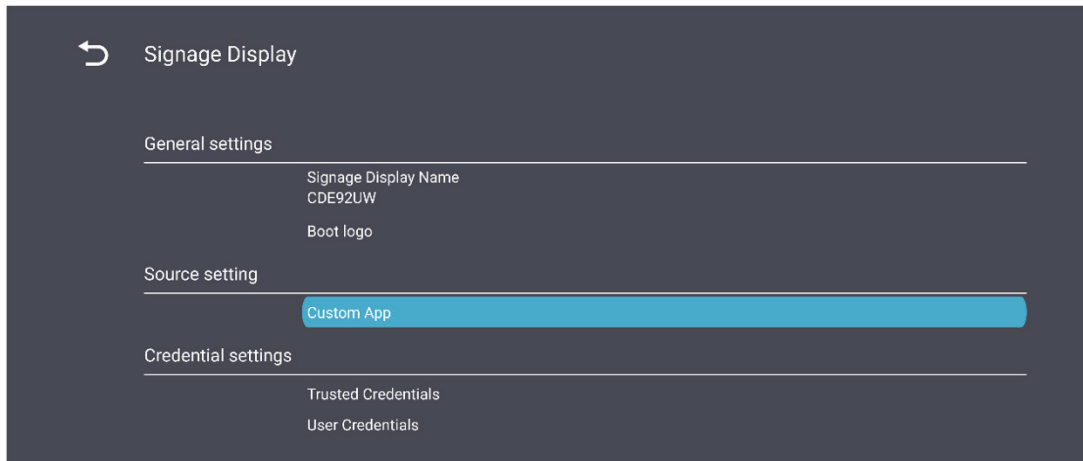 Signage Display
General settings
Signage Display Name
CDE92UW
Boot logo
Source setting
Custom App
Credential settings
Trusted Credentials
User Credentials